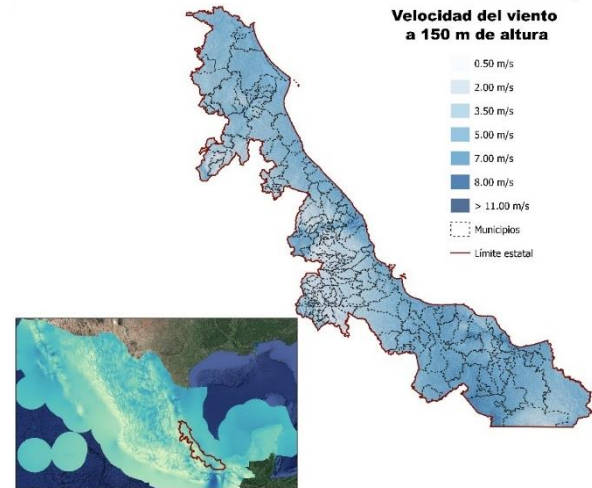 Velocidad del viento
a 150 m de altura
0.50 m/s
2.00 m/s
3.50 m/s
5.00 m/s
7.00 m/s
8.00 m/s
> 11.00 m/s
Municipios
Límite estatal